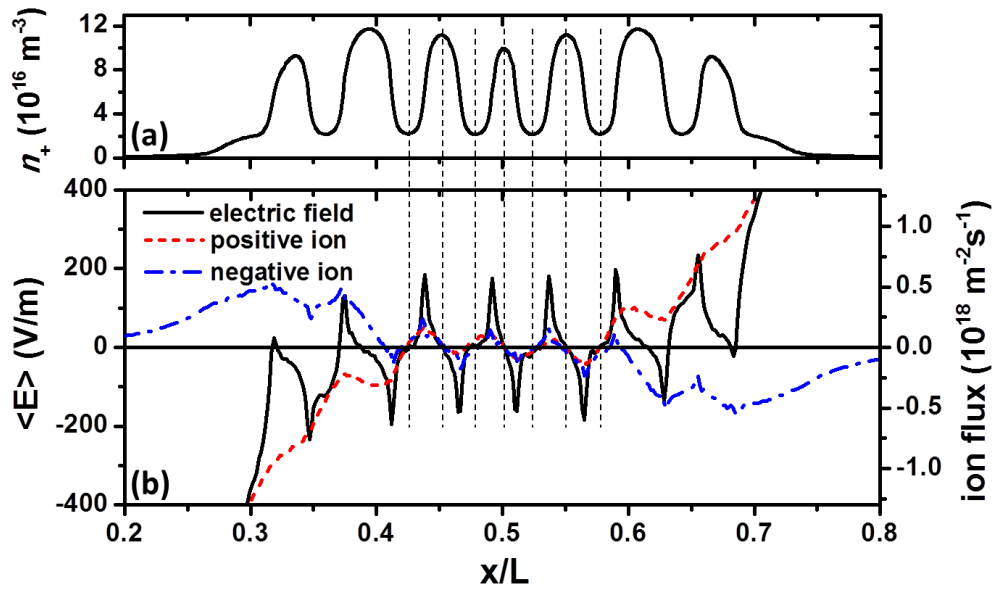 12
8
4
0
n₊ (10¹⁶ m⁻³)
(a)
400
200
0
-200
-400
<E> (V/m)
electric field
positive ion
negative ion
(b)
1.0
0.5
0.0
-0.5
-1.0
ion flux (10¹⁸ m⁻²s⁻¹)
0.2 0.3 0.4 0.5 0.6 0.7 0.8
x/L